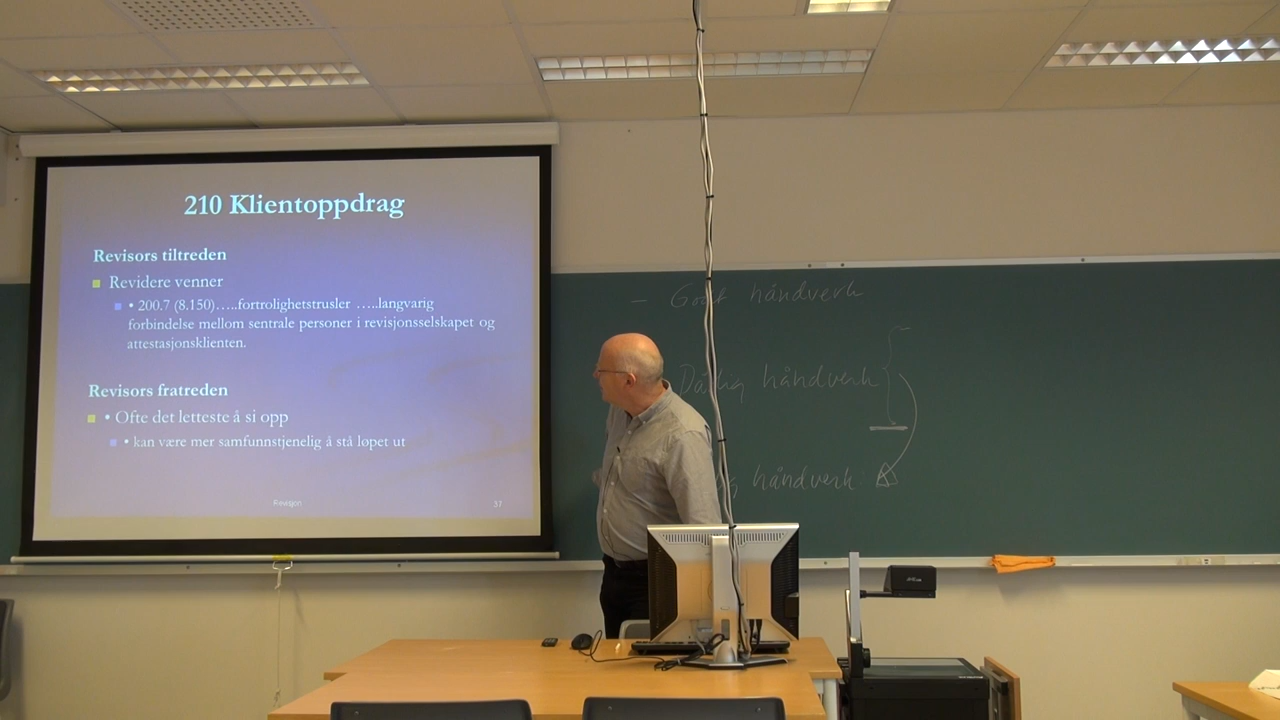 210 Klientoppdrag
Revisors tiltreden
Revidere venner
• 200.7 (8.150)…..fortrolighetstrusler …..langvarig
forbindelse mellom sentrale personer i revisjonsselskapet og
attestasjonsklienten.
Revisors fratreden
• Ofte det letteste å si opp
• kan være mer samfunnstjenelig å stå løpet ut
Revisjon
37
– Godt håndverk
Dårlig håndverk
håndverk: